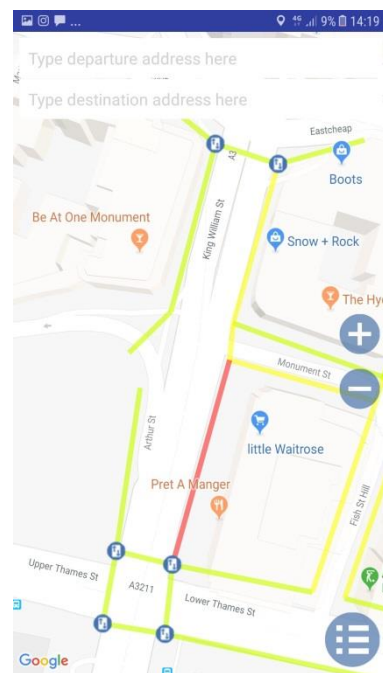 ... 9% 14:19
Type departure address here
Type destination address here
Eastcheap
A3
Boots
Be At One Monument
King William St
Snow + Rock
The Hy
Monument St
Arthur St
little Waitrose
Pret A Manger
Fish St Hill
Upper Thames St
A3211
Lower Thames St
Google